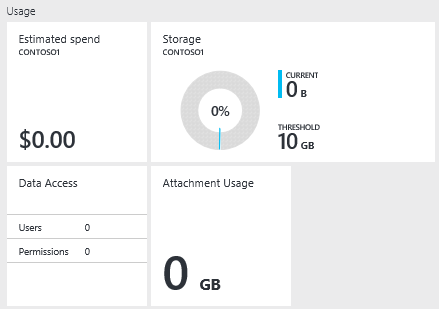 Usage
Estimated spend
CONTOSO1
$0.00
Storage
CONTOSO1
0%
CURRENT
0 B
THRESHOLD
10 GB
Data Access
Users 0
Permissions 0
Attachment Usage
0 GB